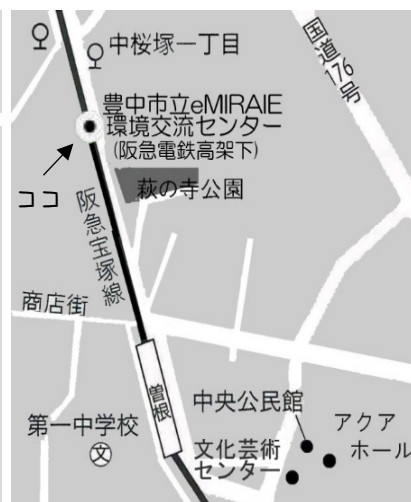 中桜塚一丁目
国道176号
豊中市立eMIRAIE
環境交流センター
(阪急電鉄高架下)
ココ
萩の寺公園
阪急宝塚線
商店街
曽根
中央公民館
第一中学校
文
アクア
ホール
文化芸術
センター